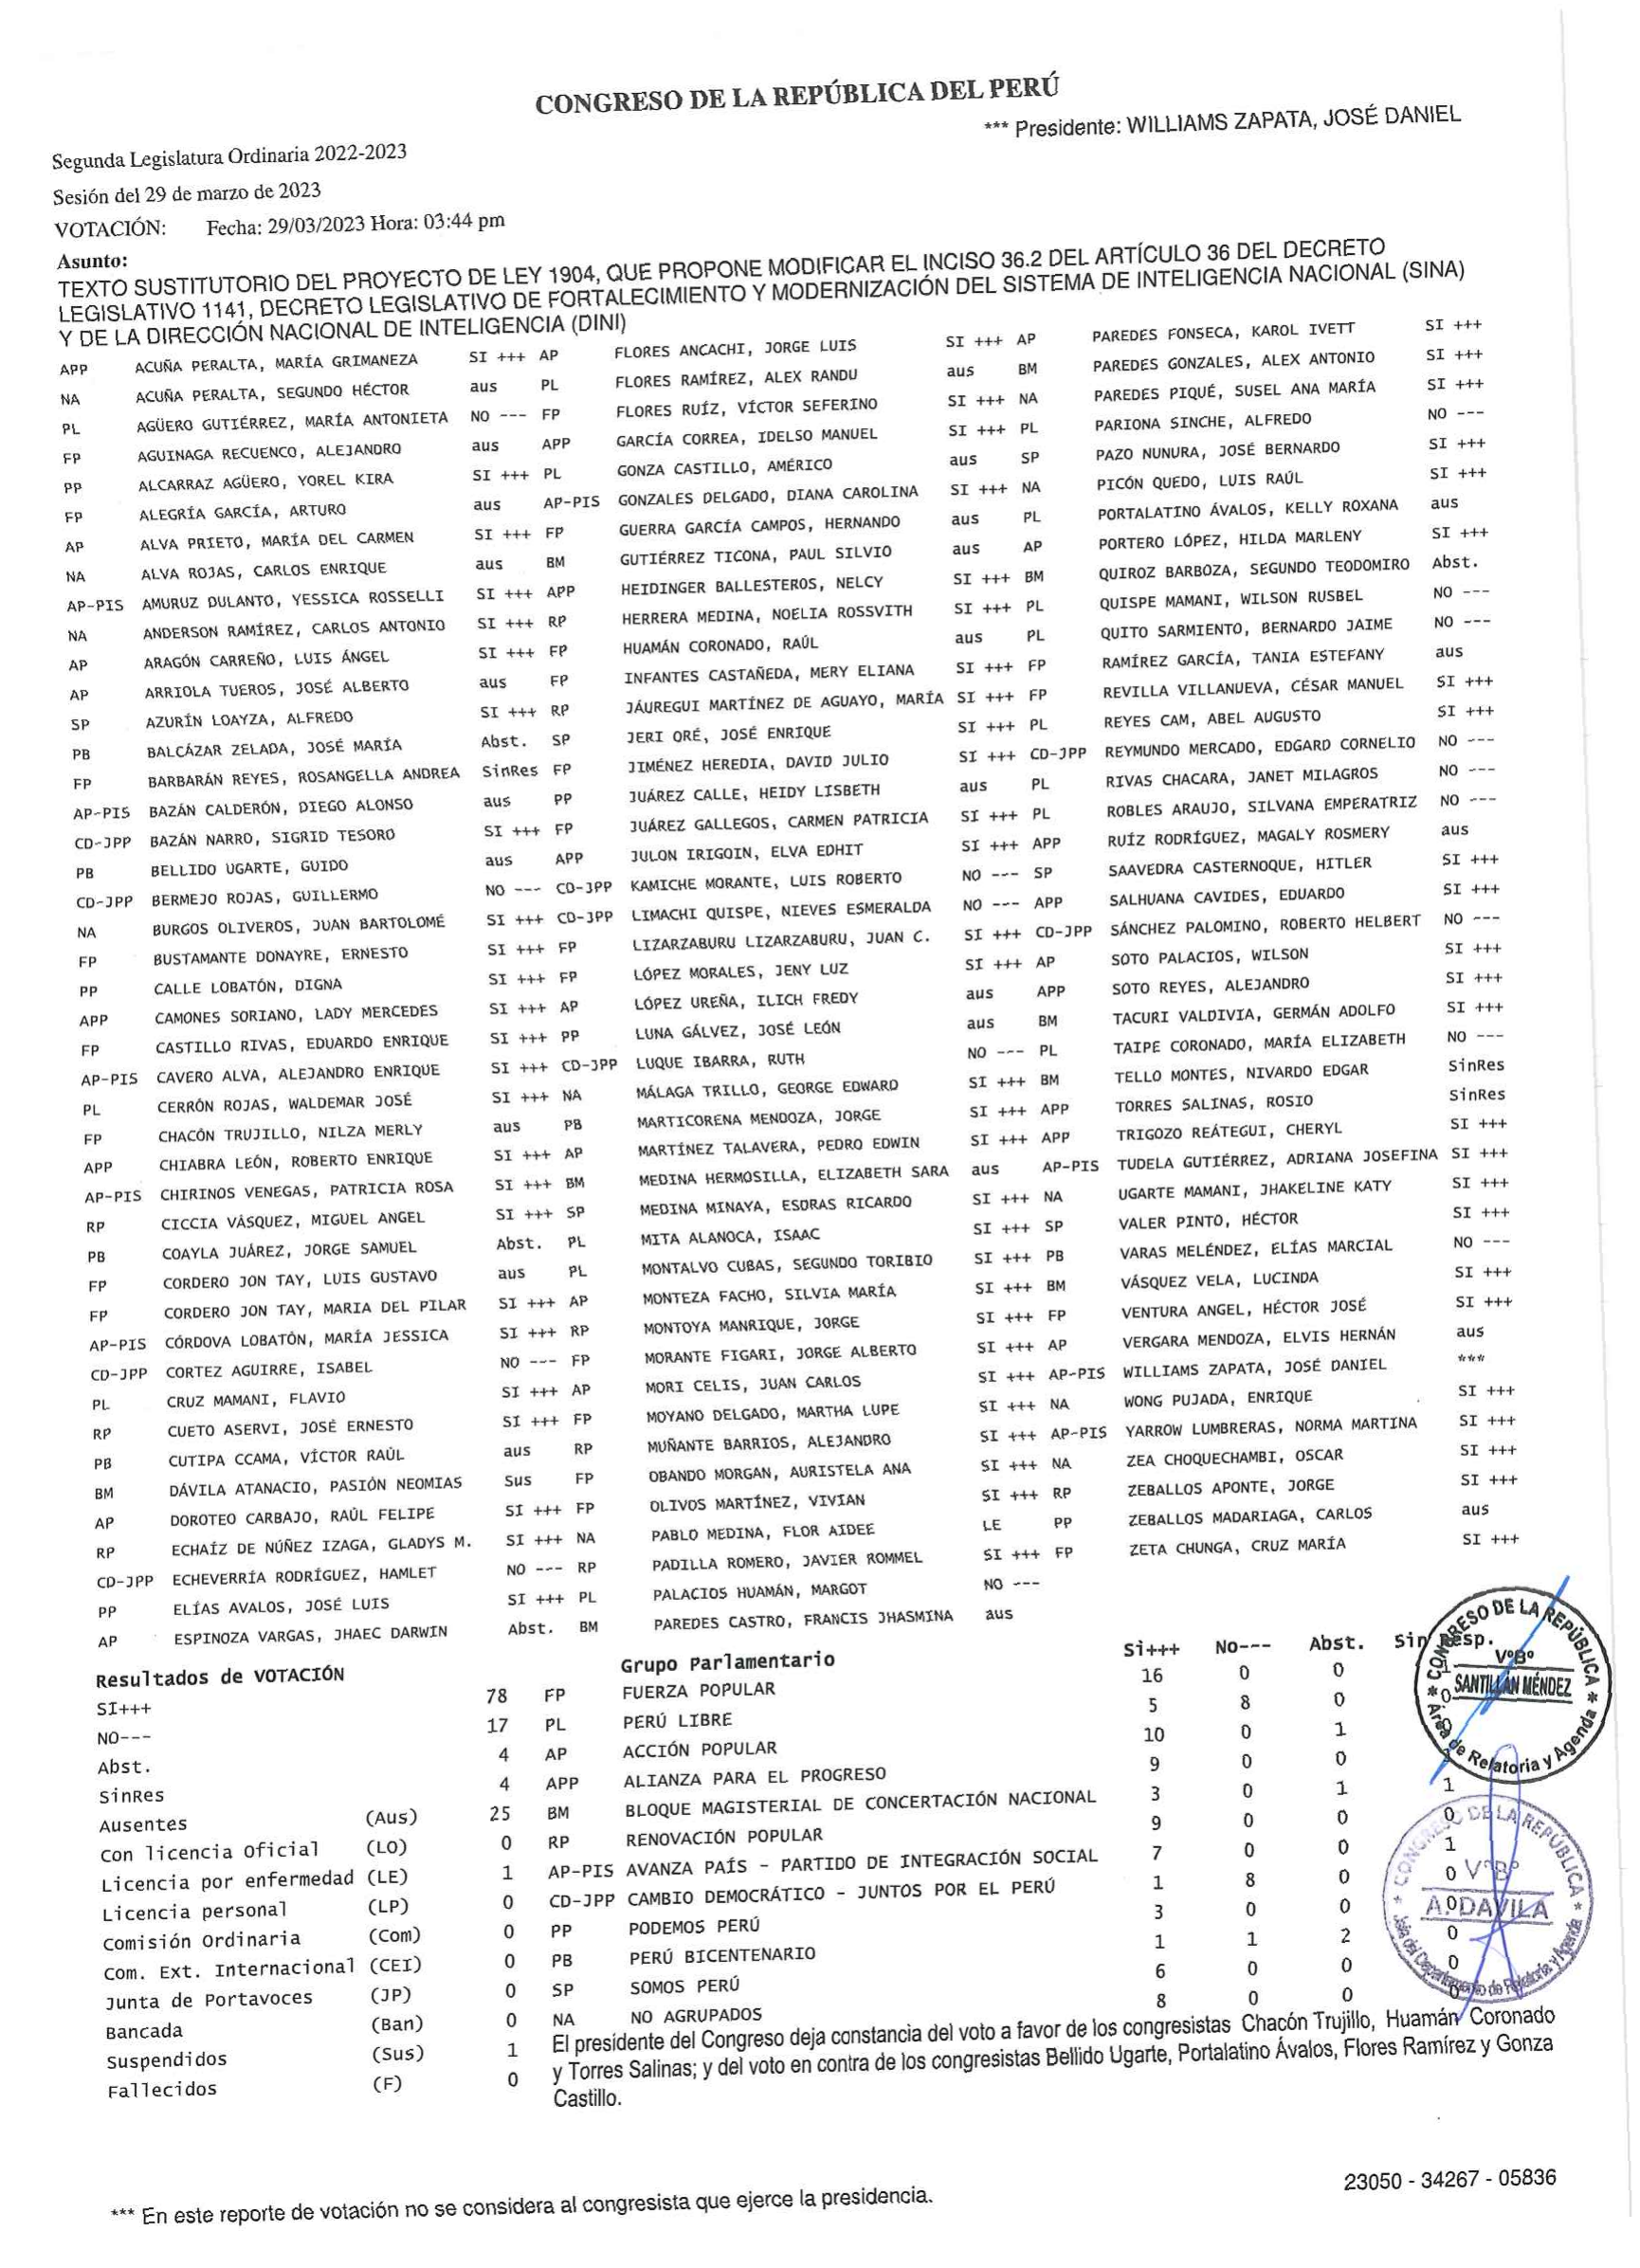 CONGRESO DE LA REPÚBLICA DEL PERÚ
*** Presidente: WILLIAMS ZAPATA, JOSÉ DANIEL
Segunda Legislatura Ordinaria 2022-2023
Sesión del 29 de marzo de 2023
VOTACIÓN: Fecha: 29/03/2023 Hora: 03:44 pm
Asunto:
TEXTO SUSTITUTORIO DEL PROYECTO DE LEY 1904, QUE PROPONE MODIFICAR EL INCISO 36.2 DEL ARTÍCULO 36 DEL DECRETO
LEGISLATIVO 1141, DECRETO LEGISLATIVO DE FORTALECIMIENTO Y MODERNIZACIÓN DEL SISTEMA DE INTELIGENCIA NACIONAL (SINA)
Y DE LA DIRECCIÓN NACIONAL DE INTELIGENCIA (DINI)
APP ACUÑA PERALTA, MARÍA GRIMANEZA SI +++ AP FLORES ANCACHI, JORGE LUIS SI +++ AP PAREDES FONSECA, KAROL IVETT SI +++
NA ACUÑA PERALTA, SEGUNDO HÉCTOR aus PL FLORES RAMÍREZ, ALEX RANDU aus BM PAREDES GONZALES, ALEX ANTONIO SI +++
PL AGÜERO GUTIÉRREZ, MARÍA ANTONIETA NO --- FP FLORES RUÍZ, VÍCTOR SEFERINO SI +++ NA PAREDES PIQUÉ, SUSEL ANA MARÍA SI +++
FP AGUINAGA RECUENCO, ALEJANDRO aus APP GARCÍA CORREA, IDELSO MANUEL SI +++ PL PARIONA SINCHE, ALFREDO NO ---
PP ALCARRAZ AGÜERO, YOREL KIRA SI +++ PL GONZA CASTILLO, AMÉRICO aus SP PAZO NUNURA, JOSÉ BERNARDO SI +++
FP ALEGRÍA GARCÍA, ARTURO aus AP-PIS GONZALES DELGADO, DIANA CAROLINA SI +++ NA PICÓN QUEDO, LUIS RAÚL SI +++
AP ALVA PRIETO, MARÍA DEL CARMEN SI +++ FP GUERRA GARCÍA CAMPOS, HERNANDO aus PL PORTALATINO ÁVALOS, KELLY ROXANA aus
NA ALVA ROJAS, CARLOS ENRIQUE aus BM GUTIÉRREZ TICONA, PAUL SILVIO aus AP PORTERO LÓPEZ, HILDA MARLENY SI +++
AP-PIS AMURUZ DULANTO, YESSICA ROSSELLI SI +++ APP HEIDINGER BALLESTEROS, NELCY SI +++ BM QUIROZ BARBOZA, SEGUNDO TEODOMIRO Abst.
NA ANDERSON RAMÍREZ, CARLOS ANTONIO SI +++ RP HERRERA MEDINA, NOELIA ROSSVITH SI +++ PL QUISPE MAMANI, WILSON RUSBEL NO ---
AP ARAGÓN CARREÑO, LUIS ÁNGEL SI +++ FP HUAMÁN CORONADO, RAÚL aus PL QUITO SARMIENTO, BERNARDO JAIME NO ---
AP ARRIOLA TUEROS, JOSÉ ALBERTO aus FP INFANTES CASTAÑEDA, MERY ELIANA SI +++ FP RAMÍREZ GARCÍA, TANIA ESTEFANY aus
SP AZURÍN LOAYZA, ALFREDO SI +++ RP JÁUREGUI MARTÍNEZ DE AGUAYO, MARÍA SI +++ FP REVILLA VILLANUEVA, CÉSAR MANUEL SI +++
PB BALCÁZAR ZELADA, JOSÉ MARÍA Abst. SP JERI ORÉ, JOSÉ ENRIQUE SI +++ PL REYES CAM, ABEL AUGUSTO SI +++
FP BARBARÁN REYES, ROSANGELLA ANDREA SinRes FP JIMÉNEZ HEREDIA, DAVID JULIO SI +++ CD-JPP REYMUNDO MERCADO, EDGARD CORNELIO NO ---
AP-PIS BAZÁN CALDERÓN, DIEGO ALONSO aus PP JUÁREZ CALLE, HEIDY LISBETH aus PL RIVAS CHACARA, JANET MILAGROS NO ---
CD-JPP BAZÁN NARRO, SIGRID TESORO SI +++ FP JUÁREZ GALLEGOS, CARMEN PATRICIA SI +++ PL ROBLES ARAUJO, SILVANA EMPERATRIZ NO ---
PB BELLIDO UGARTE, GUIDO aus APP JULON IRIGOIN, ELVA EDHIT SI +++ APP RUÍZ RODRÍGUEZ, MAGALY ROSMERY aus
CD-JPP BERMEJO ROJAS, GUILLERMO NO --- CD-JPP KAMICHE MORANTE, LUIS ROBERTO NO --- SP SAAVEDRA CASTERNOQUE, HITLER SI +++
NA BURGOS OLIVEROS, JUAN BARTOLOMÉ SI +++ CD-JPP LIMACHI QUISPE, NIEVES ESMERALDA NO --- APP SALHUANA CAVIDES, EDUARDO SI +++
FP BUSTAMANTE DONAYRE, ERNESTO SI +++ FP LIZARZABURU LIZARZABURU, JUAN C. SI +++ CD-JPP SÁNCHEZ PALOMINO, ROBERTO HELBERT NO ---
PP CALLE LOBATÓN, DIGNA SI +++ FP LÓPEZ MORALES, JENY LUZ SI +++ AP SOTO PALACIOS, WILSON SI +++
APP CAMONES SORIANO, LADY MERCEDES SI +++ AP LÓPEZ UREÑA, ILICH FREDY aus APP SOTO REYES, ALEJANDRO SI +++
FP CASTILLO RIVAS, EDUARDO ENRIQUE SI +++ PP LUNA GÁLVEZ, JOSÉ LEÓN aus BM TACURI VALDIVIA, GERMÁN ADOLFO SI +++
AP-PIS CAVERO ALVA, ALEJANDRO ENRIQUE SI +++ CD-JPP LUQUE IBARRA, RUTH NO --- PL TAIPE CORONADO, MARÍA ELIZABETH NO ---
PL CERRÓN ROJAS, WALDEMAR JOSÉ SI +++ NA MÁLAGA TRILLO, GEORGE EDWARD SI +++ BM TELLO MONTES, NIVARDO EDGAR SinRes
FP CHACÓN TRUJILLO, NILZA MERLY aus PB MARTICORENA MENDOZA, JORGE SI +++ APP TORRES SALINAS, ROSIO SinRes
APP CHIABRA LEÓN, ROBERTO ENRIQUE SI +++ AP MARTÍNEZ TALAVERA, PEDRO EDWIN SI +++ APP TRIGOZO REÁTEGUI, CHERYL SI +++
AP-PIS CHIRINOS VENEGAS, PATRICIA ROSA SI +++ BM MEDINA HERMOSILLA, ELIZABETH SARA aus AP-PIS TUDELA GUTIÉRREZ, ADRIANA JOSEFINA SI +++
RP CICCIA VÁSQUEZ, MIGUEL ANGEL SI +++ SP MEDINA MINAYA, ESDRAS RICARDO SI +++ NA UGARTE MAMANI, JHAKELINE KATY SI +++
PB COAYLA JUÁREZ, JORGE SAMUEL Abst. PL MITA ALANOCA, ISAAC SI +++ SP VALER PINTO, HÉCTOR SI +++
FP CORDERO JON TAY, LUIS GUSTAVO aus PL MONTALVO CUBAS, SEGUNDO TORIBIO SI +++ PB VARAS MELÉNDEZ, ELÍAS MARCIAL NO ---
FP CORDERO JON TAY, MARIA DEL PILAR SI +++ AP MONTEZA FACHO, SILVIA MARÍA SI +++ BM VÁSQUEZ VELA, LUCINDA SI +++
AP-PIS CÓRDOVA LOBATÓN, MARÍA JESSICA SI +++ RP MONTOYA MANRIQUE, JORGE SI +++ FP VENTURA ANGEL, HÉCTOR JOSÉ SI +++
CD-JPP CORTEZ AGUIRRE, ISABEL NO --- FP MORANTE FIGARI, JORGE ALBERTO SI +++ AP VERGARA MENDOZA, ELVIS HERNÁN aus
PL CRUZ MAMANI, FLAVIO SI +++ AP MORI CELIS, JUAN CARLOS SI +++ AP-PIS WILLIAMS ZAPATA, JOSÉ DANIEL ***
RP CUETO ASERVI, JOSÉ ERNESTO SI +++ FP MOYANO DELGADO, MARTHA LUPE SI +++ NA WONG PUJADA, ENRIQUE SI +++
PB CUTIPA CCAMA, VÍCTOR RAÚL aus RP MUÑANTE BARRIOS, ALEJANDRO SI +++ AP-PIS YARROW LUMBRERAS, NORMA MARTINA SI +++
BM DÁVILA ATANACIO, PASIÓN NEOMIAS Sus FP OBANDO MORGAN, AURISTELA ANA SI +++ NA ZEA CHOQUECHAMBI, OSCAR SI +++
AP DOROTEO CARBAJO, RAÚL FELIPE SI +++ FP OLIVOS MARTÍNEZ, VIVIAN SI +++ RP ZEBALLOS APONTE, JORGE SI +++
RP ECHAÍZ DE NÚÑEZ IZAGA, GLADYS M. SI +++ NA PABLO MEDINA, FLOR AIDEE LE PP ZEBALLOS MADARIAGA, CARLOS aus
CD-JPP ECHEVERRÍA RODRÍGUEZ, HAMLET NO --- RP PADILLA ROMERO, JAVIER ROMMEL SI +++ FP ZETA CHUNGA, CRUZ MARÍA SI +++
PP ELÍAS AVALOS, JOSÉ LUIS SI +++ PL PALACIOS HUAMÁN, MARGOT NO ---
AP ESPINOZA VARGAS, JHAEC DARWIN Abst. BM PAREDES CASTRO, FRANCIS JHASMINA aus
Resultados de VOTACIÓN Grupo Parlamentario Si+++ No--- Abst. Sin Resp.
SI+++ 78 FP FUERZA POPULAR 16 0 0 1
NO--- 17 PL PERÚ LIBRE 5 8 0 0
Abst. 4 AP ACCIÓN POPULAR 10 0 1 0
SinRes 4 APP ALIANZA PARA EL PROGRESO 9 0 0
Ausentes (Aus) 25 BM BLOQUE MAGISTERIAL DE CONCERTACIÓN NACIONAL 3 0 1 1
Con licencia Oficial (LO) 0 RP RENOVACIÓN POPULAR 9 0 0 0
Licencia por enfermedad (LE) 1 AP-PIS AVANZA PAÍS - PARTIDO DE INTEGRACIÓN SOCIAL 7 0 0 1
Licencia personal (LP) 0 CD-JPP CAMBIO DEMOCRÁTICO - JUNTOS POR EL PERÚ 1 8 0 0
Comisión Ordinaria (Com) 0 PP PODEMOS PERÚ 3 0 0 0
Com. Ext. Internacional (CEI) 0 PB PERÚ BICENTENARIO 1 1 2 0
Junta de Portavoces (JP) 0 SP SOMOS PERÚ 6 0 0 0
Bancada (Ban) 0 NA NO AGRUPADOS 8 0 0 0
Suspendidos (Sus) 1
Fallecidos (F) 0
El presidente del Congreso deja constancia del voto a favor de los congresistas Chacón Trujillo, Huamán Coronado
y Torres Salinas; y del voto en contra de los congresistas Bellido Ugarte, Portalatino Ávalos, Flores Ramírez y Gonza
Castillo.
CONGRESO DE LA REPÚBLICA
V°B°
SANTILLÁN MÉNDEZ
Área de Relatoria y Agenda
CONGRESO DE LA REPÚBLICA
V°B°
A. DAVILA
Jefe del Departamento de Relatoría y Agenda
23050 - 34267 - 05836
*** En este reporte de votación no se considera al congresista que ejerce la presidencia.